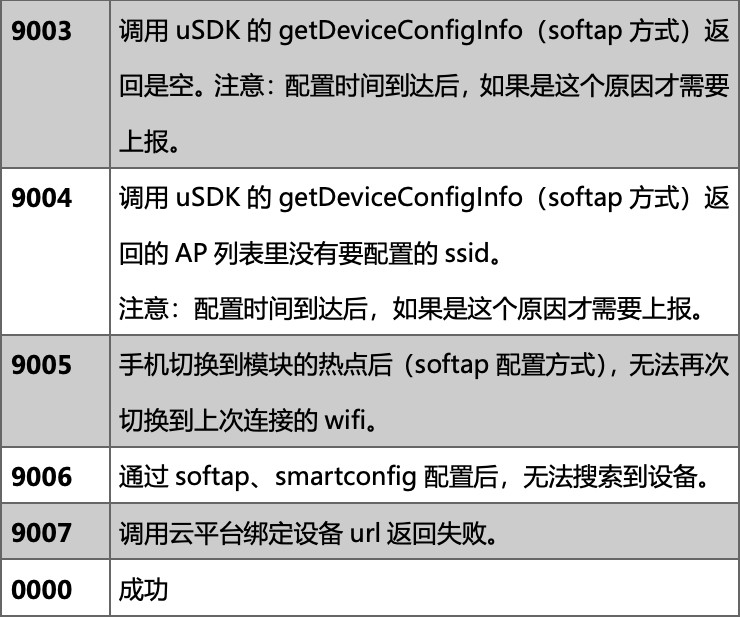 9003 调用 uSDK 的 getDeviceConfigInfo（softap 方式）返
回是空。注意：配置时间到达后，如果是这个原因才需要
上报。
9004 调用 uSDK 的 getDeviceConfigInfo（softap 方式）返
回的 AP 列表里没有要配置的 ssid。
注意：配置时间到达后，如果是这个原因才需要上报。
9005 手机切换到模块的热点后（softap 配置方式），无法再次
切换到上次连接的 wifi。
9006 通过 softap、smartconfig 配置后，无法搜索到设备。
9007 调用云平台绑定设备 url 返回失败。
0000 成功